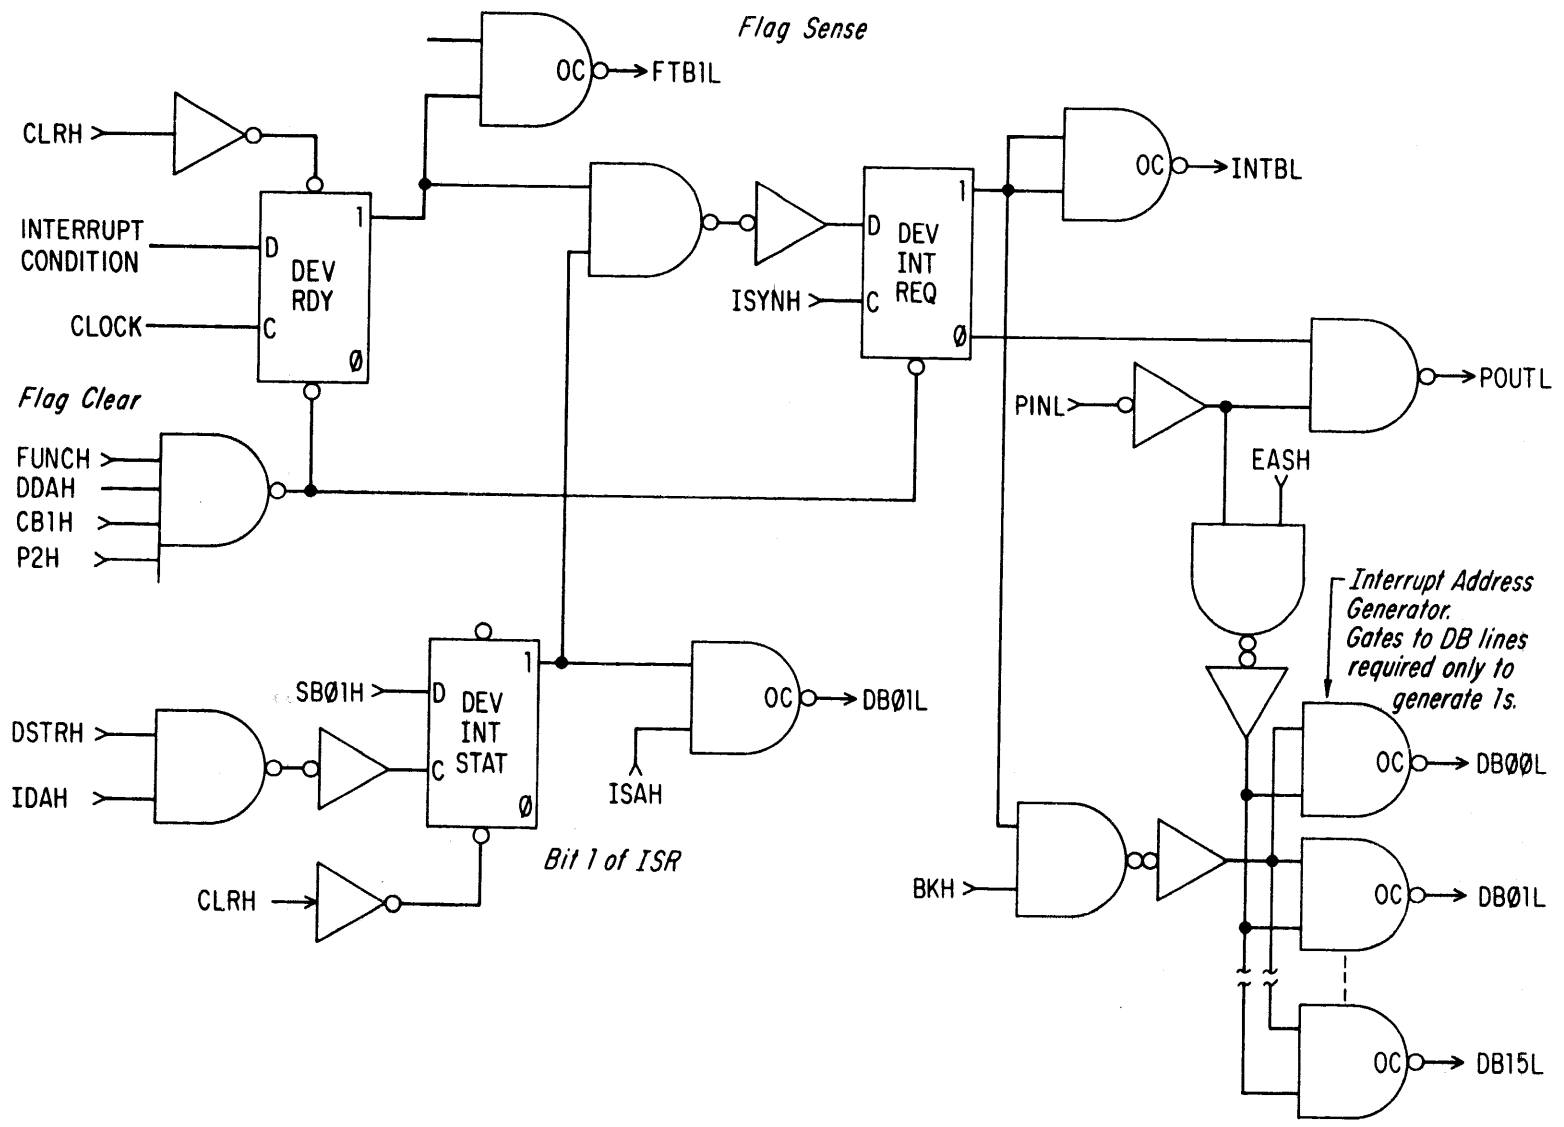 Flag Sense
OC
FTB1L
CLRH
INTERRUPT
CONDITION
D
1
DEV
RDY
CLOCK
C
Ø
OC
INTBL
D
1
DEV
INT
REQ
ISYNH
C
Ø
PINL
POUTL
EASH
Flag Clear
FUNCH
DDAH
CB1H
P2H
Interrupt Address
Generator.
Gates to DB lines
required only to
generate 1s.
SBØ1H
D
1
DEV
INT
STAT
C
Ø
DSTRH
IDAH
OC
DBØ1L
ISAH
Bit 1 of ISR
CLRH
BKH
OC
DBØØL
OC
DBØ1L
OC
DB15L